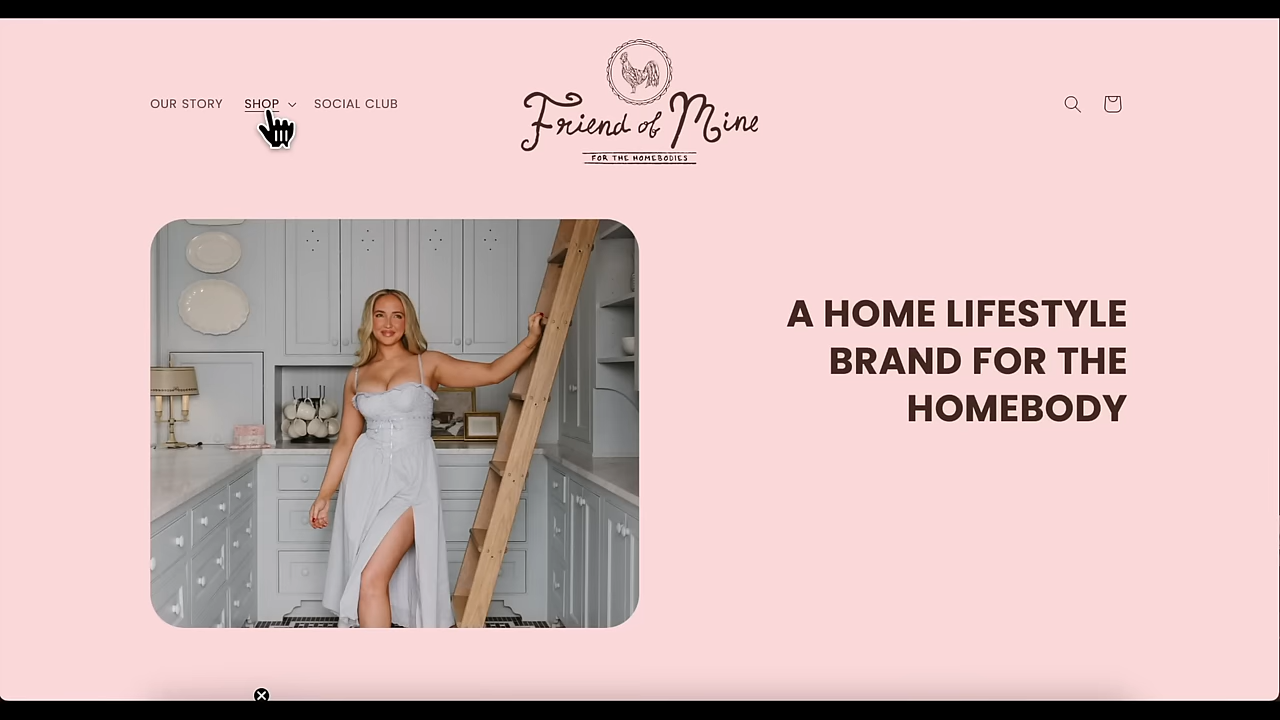 OUR STORY
SHOP
SOCIAL CLUB
Friend of Mine
FOR THE HOMEBODIES
A HOME LIFESTYLE
BRAND FOR THE
HOMEBODY